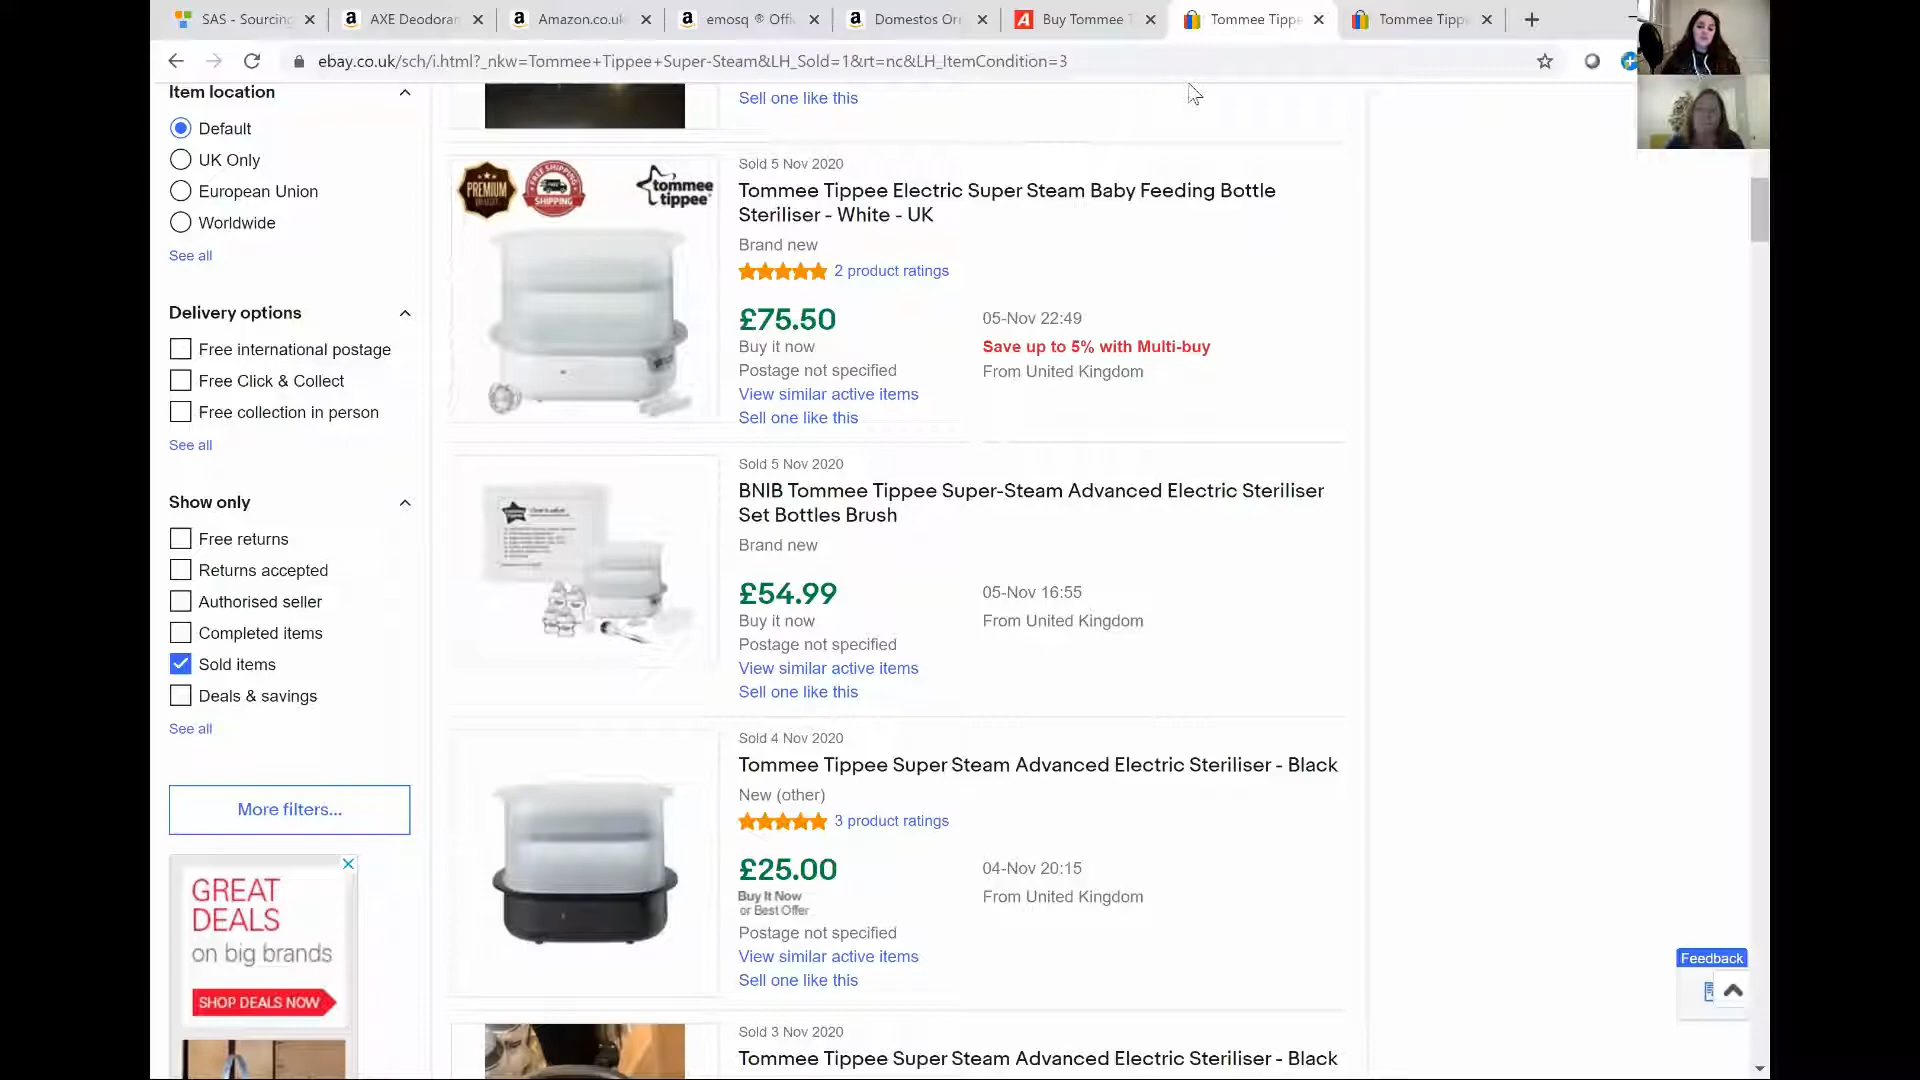 SAS - Sourcing
AXE Deodoran
Amazon.co.uk
emosq ® Offi
Domestos Ori
Buy Tommee T
Tommee Tippe
Tommee Tippe
ebay.co.uk/sch/i.html?_nkw=Tommee+Tippee+Super-Steam&LH_Sold=1&rt=nc&LH_ItemCondition=3
Item location
Default
UK Only
European Union
Worldwide
See all
Delivery options
Free international postage
Free Click & Collect
Free collection in person
See all
Show only
Free returns
Returns accepted
Authorised seller
Completed items
Sold items
Deals & savings
See all
More filters...
GREAT
DEALS
on big brands
SHOP DEALS NOW
Sell one like this
PREMIUM
FREE SHIPPING
SHIPPING
tommee
tippee
Sold 5 Nov 2020
Tommee Tippee Electric Super Steam Baby Feeding Bottle
Steriliser - White - UK
Brand new
2 product ratings
£75.50
05-Nov 22:49
Buy it now
Save up to 5% with Multi-buy
Postage not specified
From United Kingdom
View similar active items
Sell one like this
Sold 5 Nov 2020
BNIB Tommee Tippee Super-Steam Advanced Electric Steriliser
Set Bottles Brush
Brand new
£54.99
05-Nov 16:55
Buy it now
From United Kingdom
Postage not specified
View similar active items
Sell one like this
Sold 4 Nov 2020
Tommee Tippee Super Steam Advanced Electric Steriliser - Black
New (other)
3 product ratings
£25.00
04-Nov 20:15
Buy It Now
From United Kingdom
or Best Offer
Postage not specified
View similar active items
Sell one like this
Sold 3 Nov 2020
Tommee Tippee Super Steam Advanced Electric Steriliser - Black
Feedback